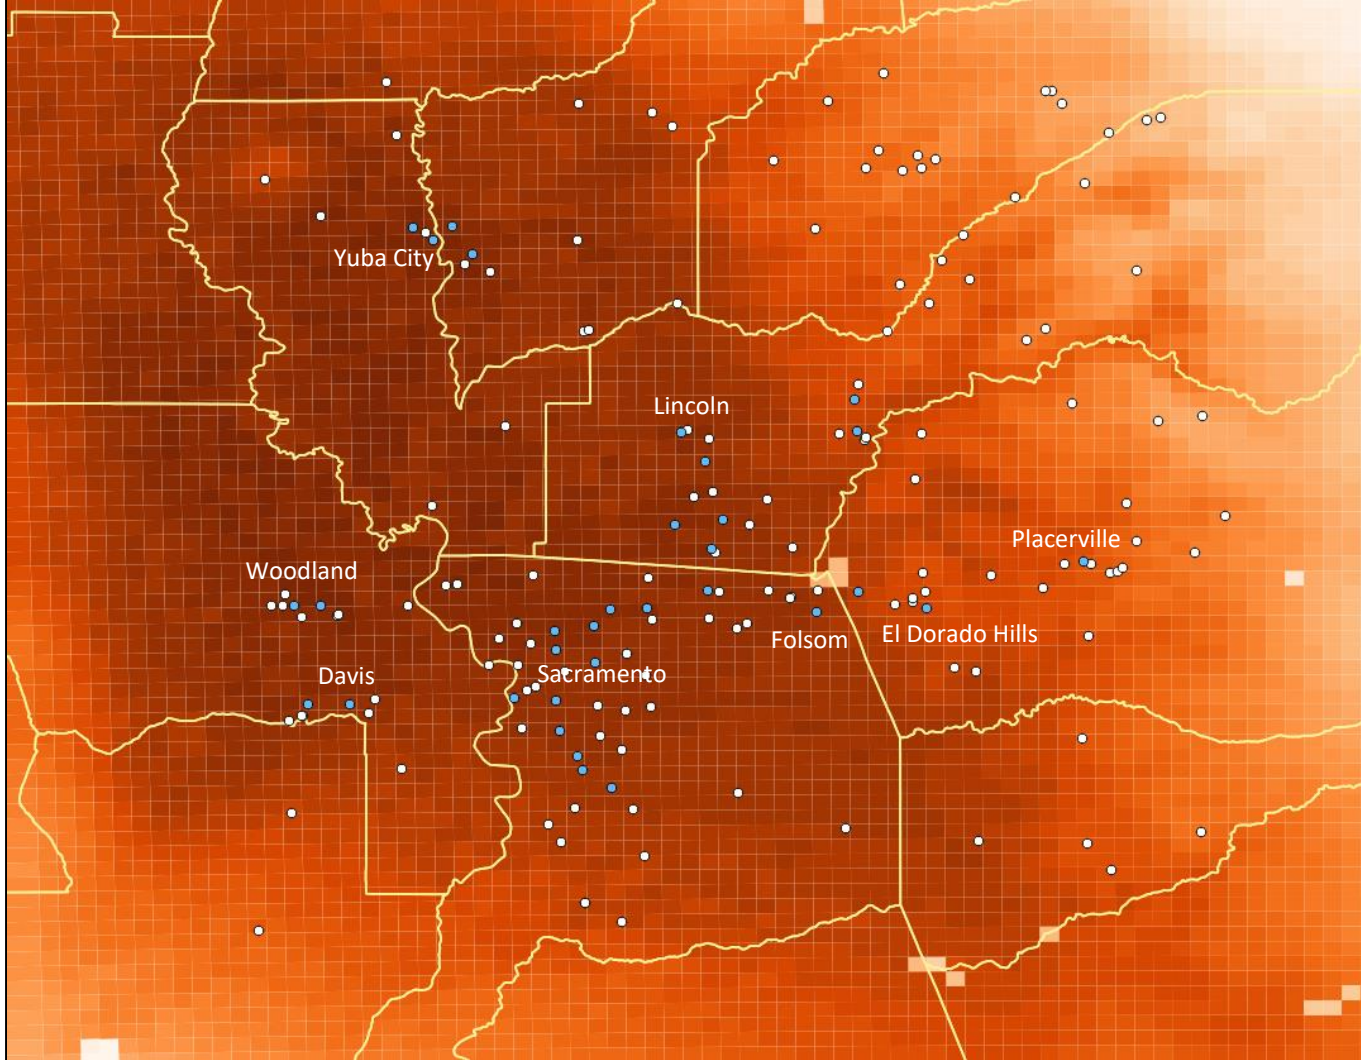 Yuba City
Lincoln
Placerville
Woodland
Folsom
El Dorado Hills
Sacramento
Davis